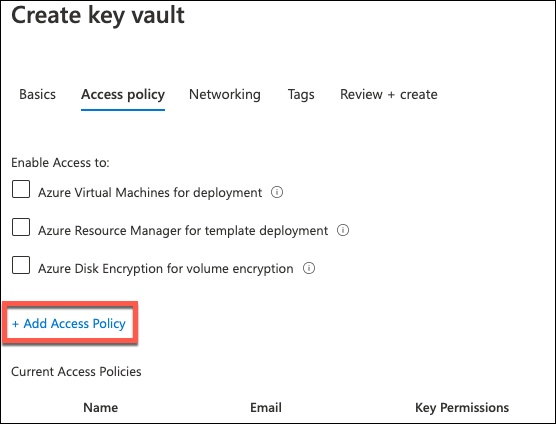 Create key vault
Basics Access policy Networking Tags Review + create
Enable Access to:
Azure Virtual Machines for deployment
Azure Resource Manager for template deployment
Azure Disk Encryption for volume encryption
+ Add Access Policy
Current Access Policies
Name Email Key Permissions